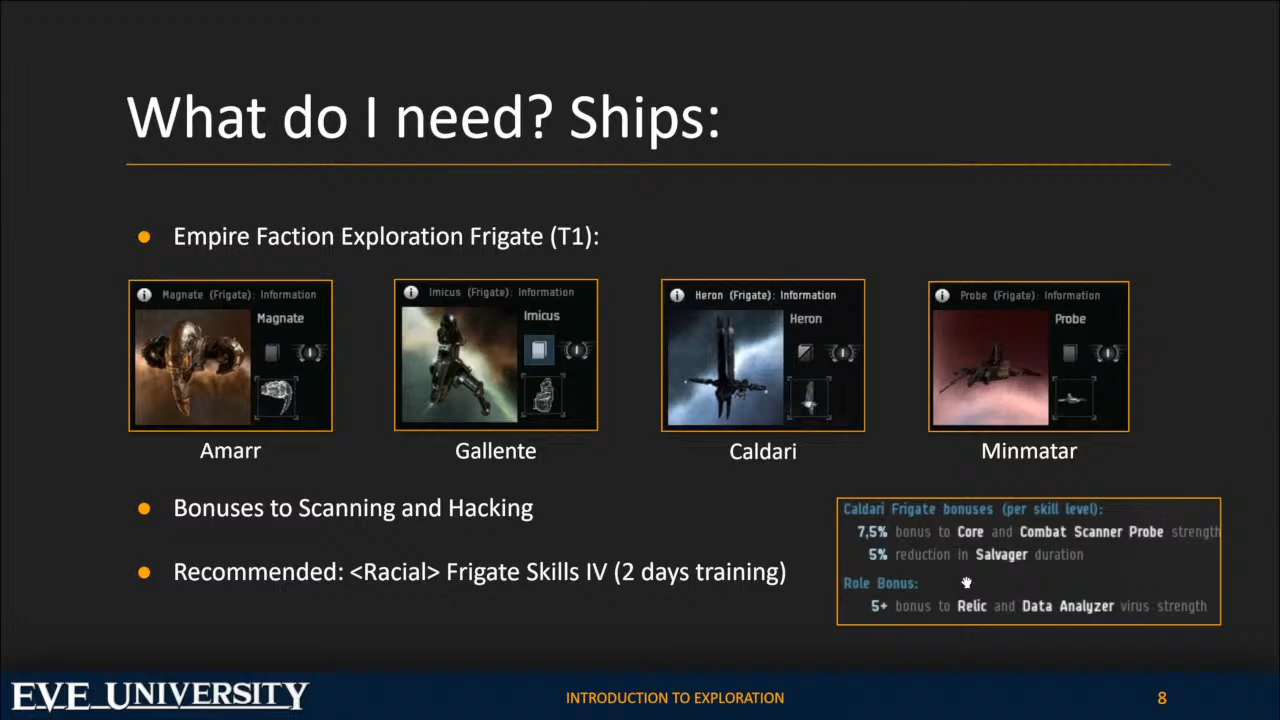 What do I need? Ships:
● Empire Faction Exploration Frigate (T1):
Magnate (Frigate): Information
Magnate
Imicus (Frigate): Information
Imicus
Heron (Frigate): Information
Heron
Probe (Frigate): Information
Probe
Amarr
Gallente
Caldari
Minmatar
● Bonuses to Scanning and Hacking
● Recommended: <Racial> Frigate Skills IV (2 days training)
Caldari Frigate bonuses (per skill level):
7,5% bonus to Core and Combat Scanner Probe strength
5% reduction in Salvager duration
Role Bonus:
5+ bonus to Relic and Data Analyzer virus strength
EVE UNIVERSITY
INTRODUCTION TO EXPLORATION
8